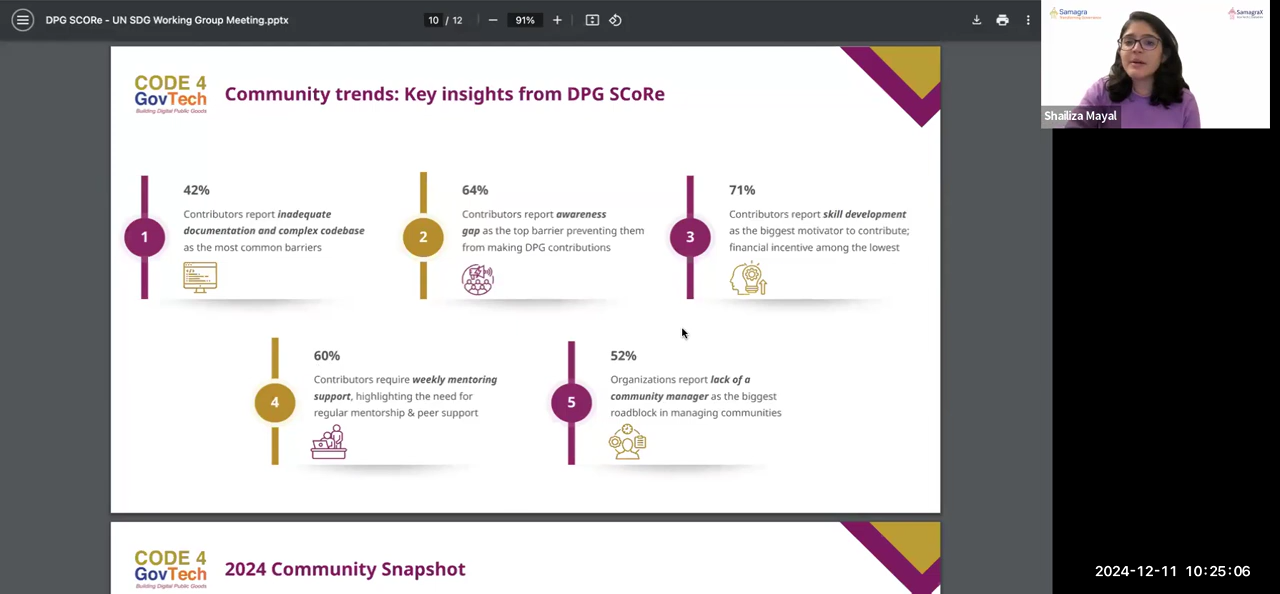 DPG SCORe - UN SDG Working Group Meeting.pptx
10 / 12
91%
Samagra
Transforming Governance
SamagraX
Shailiza Mayal
CODE 4
GovTech
Building Digital Public Goods
Community trends: Key insights from DPG SCoRe
1
42%
Contributors report inadequate
documentation and complex codebase
as the most common barriers
2
64%
Contributors report awareness
gap as the top barrier preventing them
from making DPG contributions
3
71%
Contributors report skill development
as the biggest motivator to contribute;
financial incentive among the lowest
4
60%
Contributors require weekly mentoring
support, highlighting the need for
regular mentorship & peer support
5
52%
Organizations report lack of a
community manager as the biggest
roadblock in managing communities
CODE 4
GovTech
Building Digital Public Goods
2024 Community Snapshot
2024-12-11 10:25:06